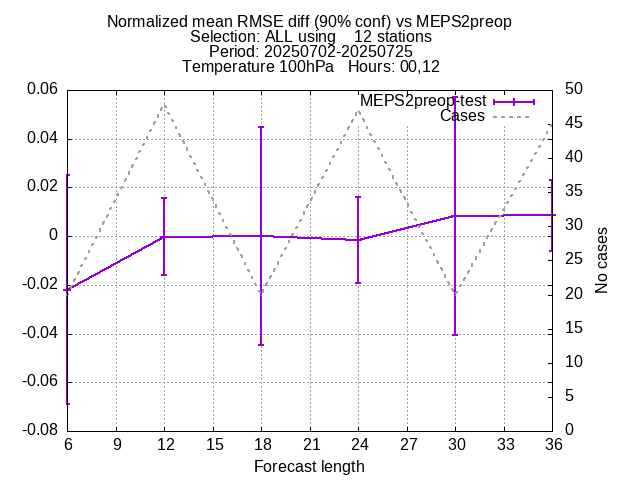 Normalized mean RMSE diff (90% conf) vs MEPS2preop
Selection: ALL using    12 stations
Period: 20250702-20250725
Temperature 100hPa   Hours: 00,12
MEPS2preop-test
Cases
0.06
0.04
0.02
0
-0.02
-0.04
-0.06
-0.08
50
45
40
35
30
25
20
15
10
5
0
No cases
6 9 12 15 18 21 24 27 30 33 36
Forecast length